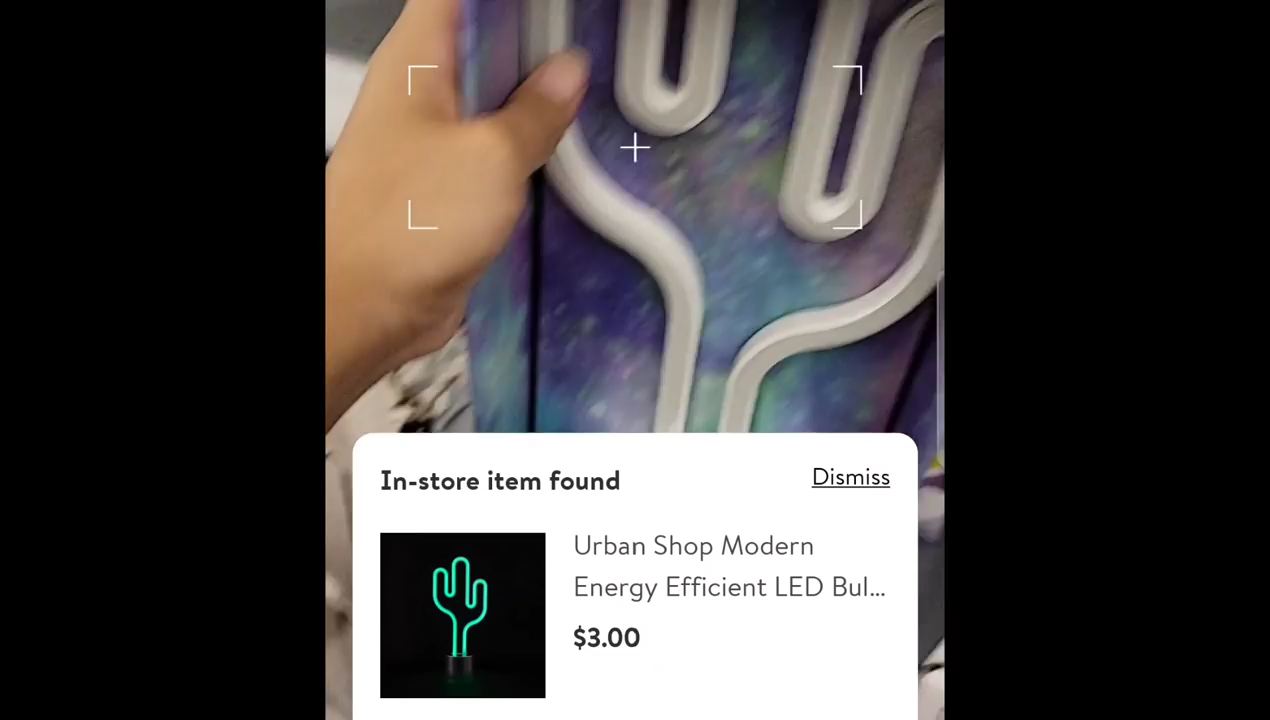 In-store item found
Dismiss
Urban Shop Modern
Energy Efficient LED Bul...
$3.00